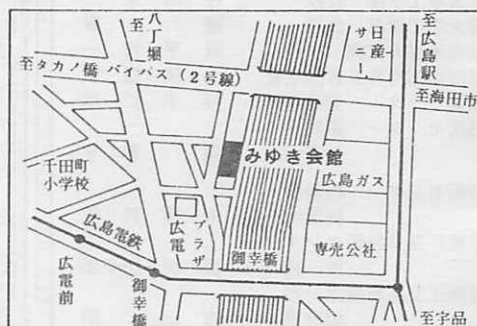 至八丁堀
日産サニー
至広島駅
至タカノ橋 バイパス (2号線)
至海田市
みゆき会館
千田町
小学校
広島ガス
広島電鉄
広電プラザ
御幸橋
専売公社
広電前
御幸橋
至宇品